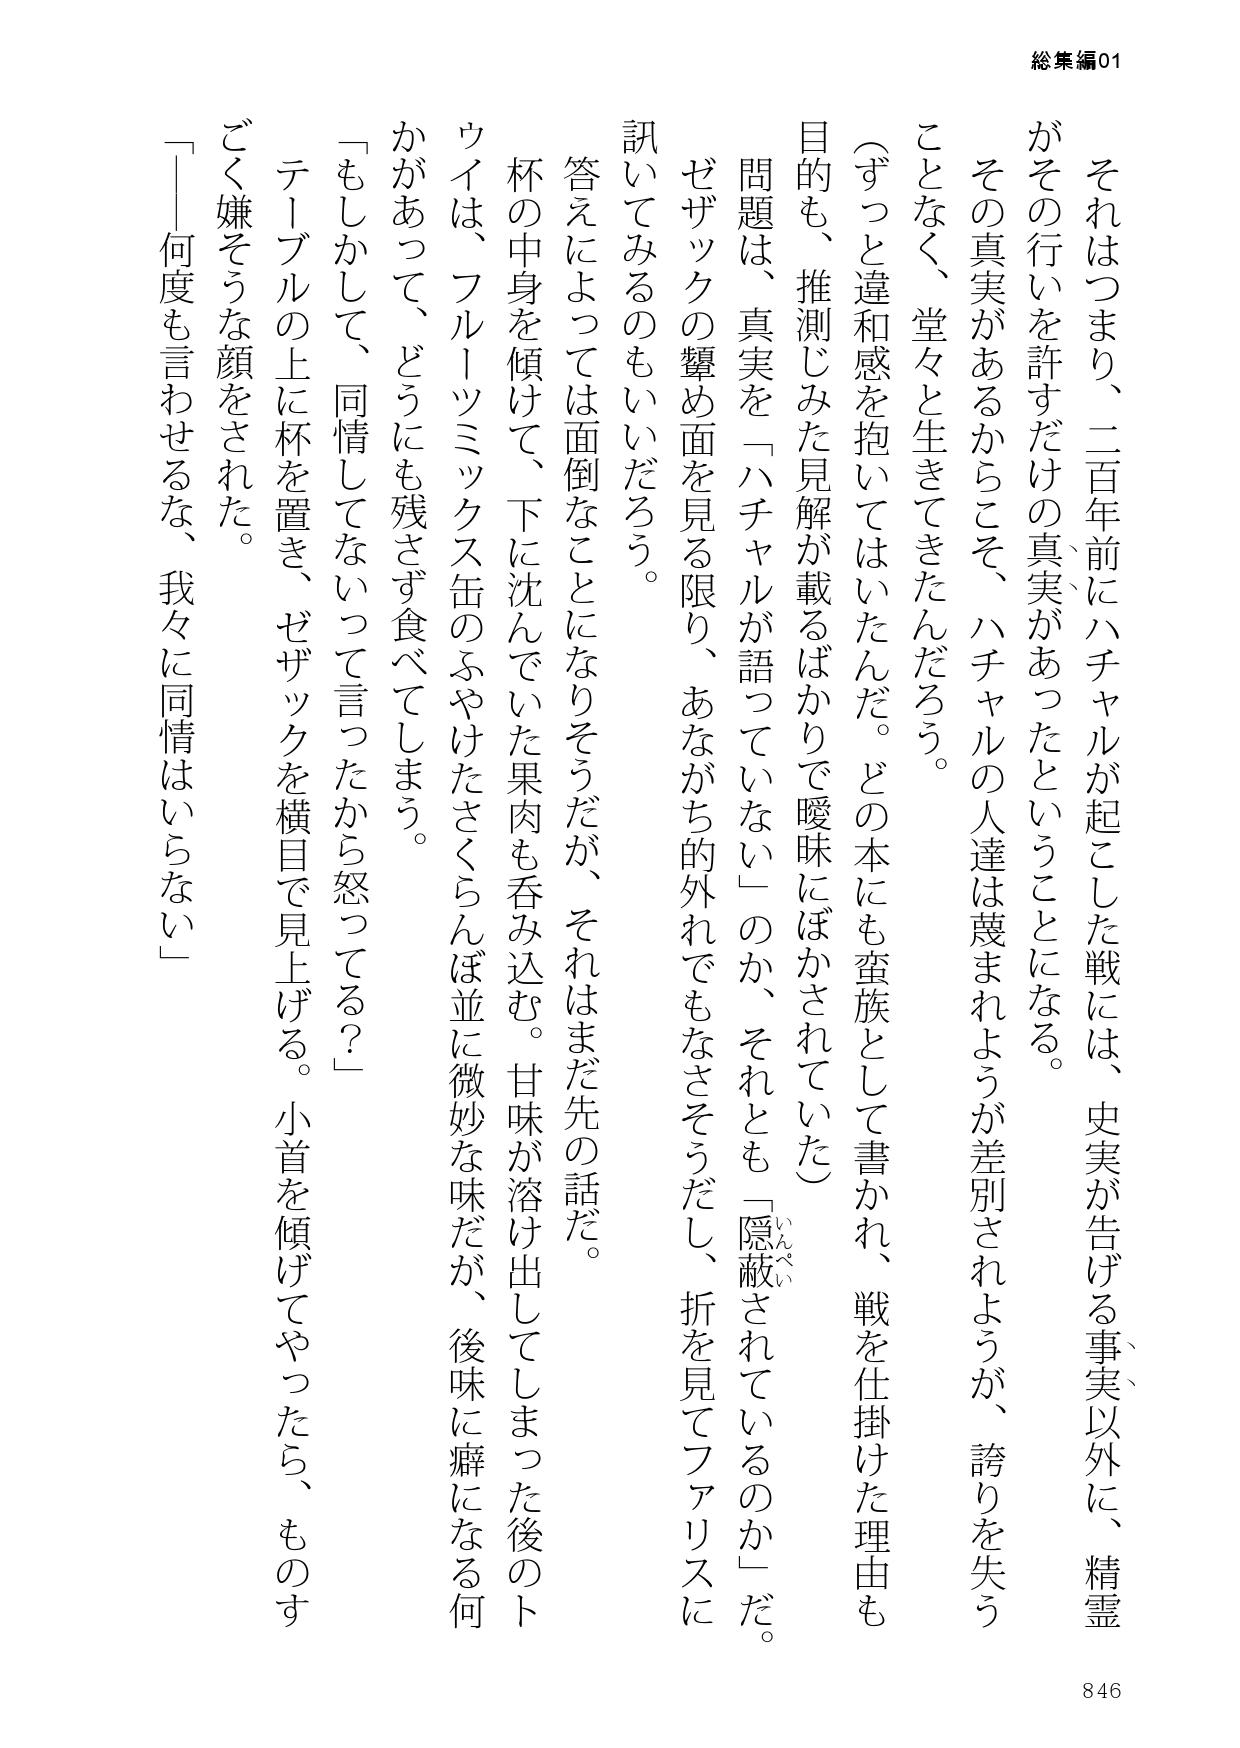 総集編01
それはつまり、二百年前にハチャルが起こした戦には、史実が告げる事実以外に、精霊
がその行いを許すだけの真実があったということになる。
その真実があるからこそ、ハチャルの人達は蔑まれようが差別されようが、誇りを失う
ことなく、堂々と生きてきたんだろう。
(ずっと違和感を抱いてはいたんだ。どの本にも蛮族として書かれ、戦を仕掛けた理由も
目的も、推測じみた見解が載るばかりで曖昧にぼかされていた)
問題は、真実を「ハチャルが語っていない」のか、それとも「隠蔽されているのか」だ。
いんぺい
ゼザックの顰め面を見る限り、あながち的外れでもなさそうだし、折を見てファリスに
訊いてみるのもいいだろう。
答えによっては面倒なことになりそうだが、それはまだ先の話だ。
杯の中身を傾けて、下に沈んでいた果肉も呑み込む。甘味が溶け出してしまった後のト
ウイは、フルーツミックス缶のふやけたさくらんぼ並に微妙な味だが、後味に癖になる何
かがあって、どうにも残さず食べてしまう。
「もしかして、同情してないって言ったから怒ってる?」
テーブルの上に杯を置き、ゼザックを横目で見上げる。小首を傾げてやったら、ものす
ごく嫌そうな顔をされた。
「――何度も言わせるな、我々に同情はいらない」
846